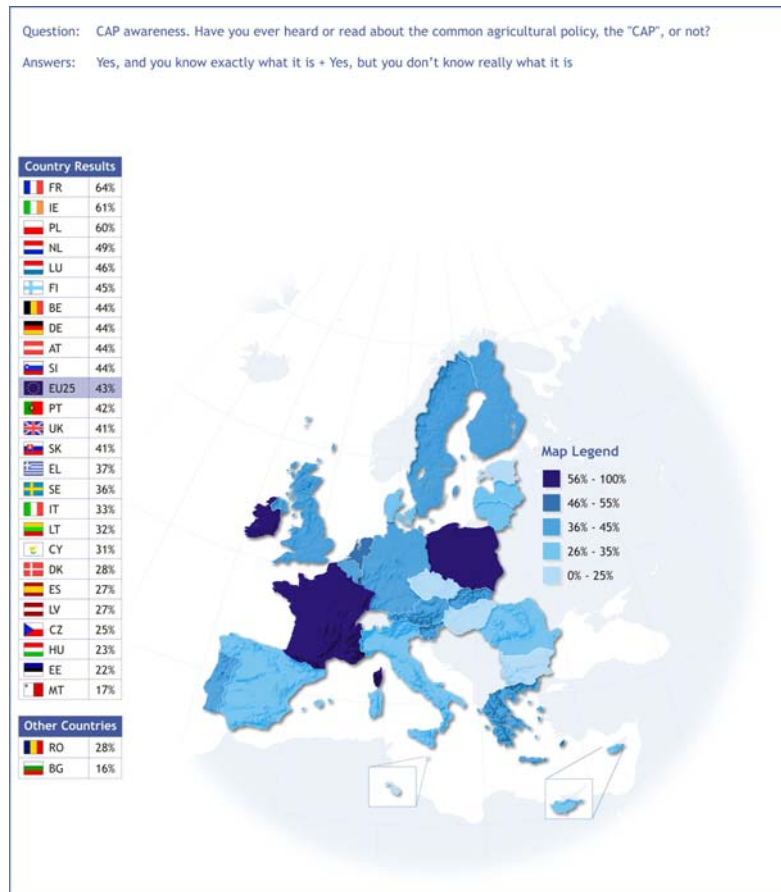 Question: CAP awareness. Have you ever heard or read about the common agricultural policy, the "CAP", or not?
Answers: Yes, and you know exactly what it is + Yes, but you don't know really what it is
Country Results
FR 64%
IE 61%
PL 60%
NL 49%
LU 46%
FI 45%
BE 44%
DE 44%
AT 44%
SI 44%
EU25 43%
PT 42%
UK 41%
SK 41%
EL 37%
SE 36%
IT 33%
LT 32%
CY 31%
DK 28%
ES 27%
LV 27%
CZ 25%
HU 23%
EE 22%
MT 17%
Other Countries
RO 28%
BG 16%
Map Legend
56% - 100%
46% - 55%
36% - 45%
26% - 35%
0% - 25%